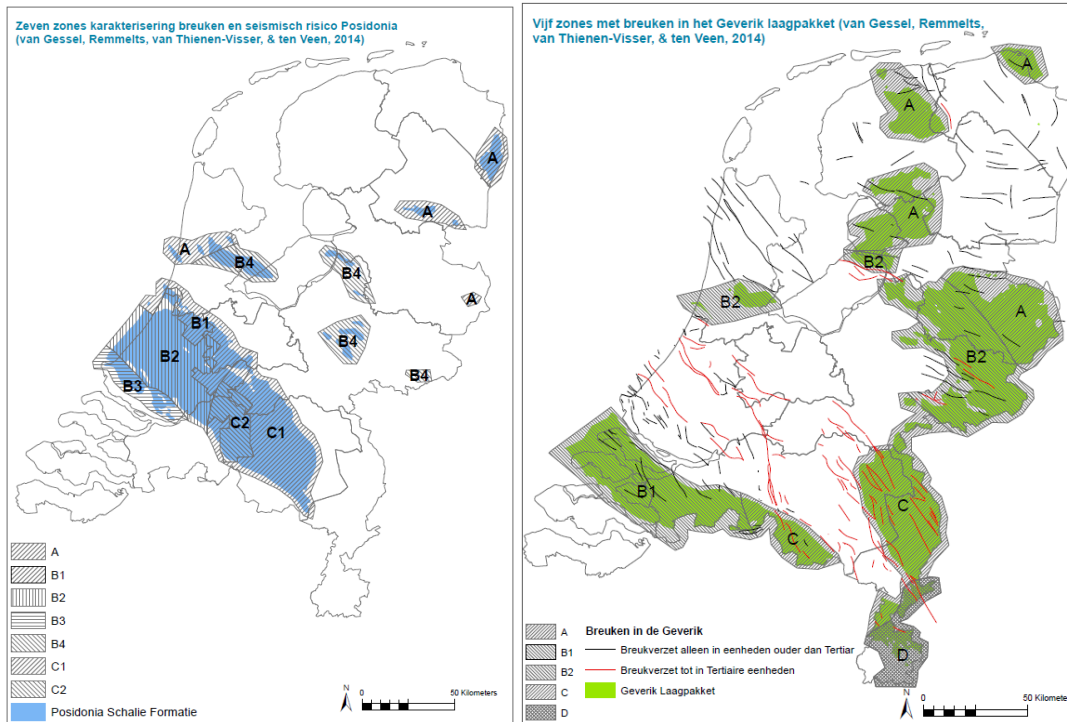 Zeven zones karakterisering breuken en seismisch risico Posidonia
(van Gessel, Remmelts, van Thienen-Visser, & ten Veen, 2014)
A
A
A
B4
B4
A
B1
B4
B2
B3
B4
C2
C1
A
B1
B2
B3
B4
C1
C2
Posidonia Schalie Formatie
N
0
50 Kilometers
Vijf zones met breuken in het Geverik laagpakket (van Gessel, Remmelts,
van Thienen-Visser, & ten Veen, 2014)
A
A
A
B2
B2
A
B2
B1
C
C
D
A
B1
B2
C
D
Breuken in de Geverik
Breukverzet alleen in eenheden ouder dan Tertiar
Breukverzet tot in Tertiaire eenheden
Geverik Laagpakket
N
0
50 Kilometers